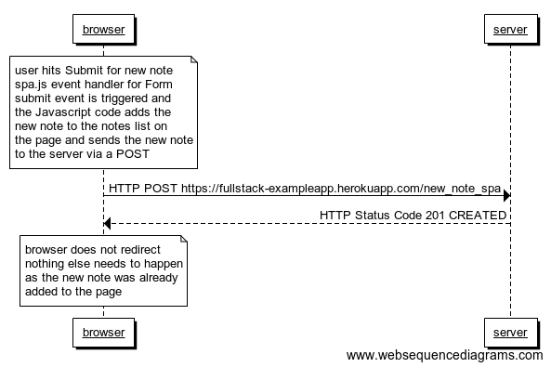 browser
server
user hits Submit for new note
spa.js event handler for Form
submit event is triggered and
the Javascript code adds the
new note to the notes list on
the page and sends the new note
to the server via a POST
HTTP POST https://fullstack-exampleapp.herokuapp.com/new_note_spa
HTTP Status Code 201 CREATED
browser does not redirect
nothing else needs to happen
as the new note was already
added to the page
browser
server
www.websequencediagrams.com